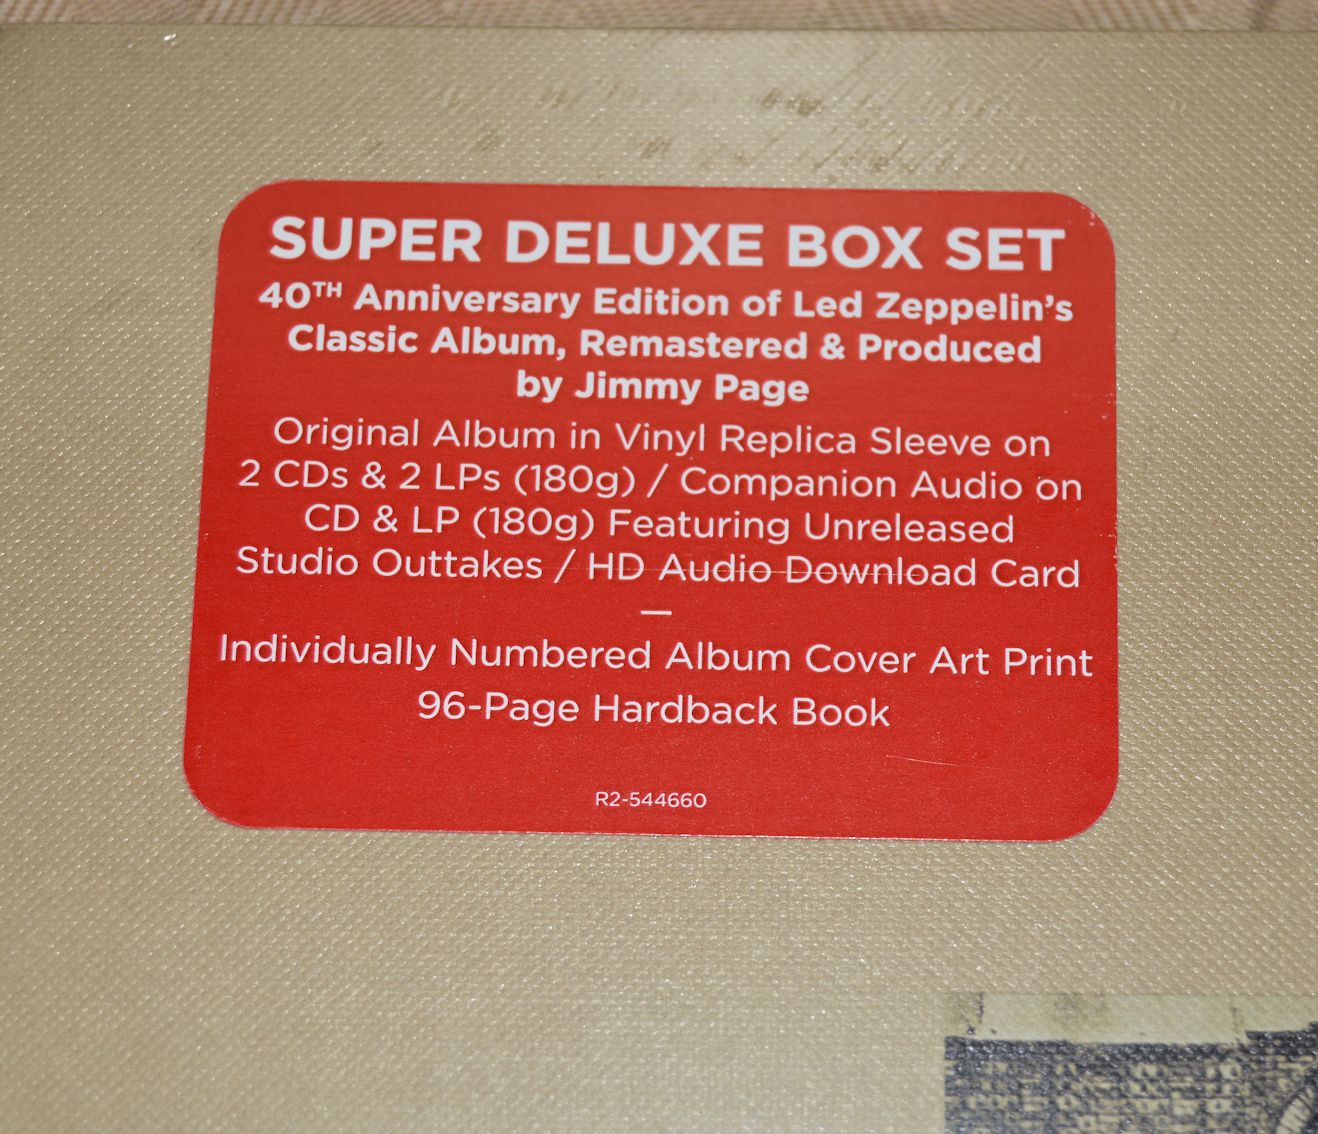 SUPER DELUXE BOX SET
40TH Anniversary Edition of Led Zeppelin's
Classic Album, Remastered & Produced
by Jimmy Page
Original Album in Vinyl Replica Sleeve on
2 CDs & 2 LPs (180g) / Companion Audio on
CD & LP (180g) Featuring Unreleased
Studio Outtakes / HD Audio Download Card
—
Individually Numbered Album Cover Art Print
96-Page Hardback Book
R2-544660